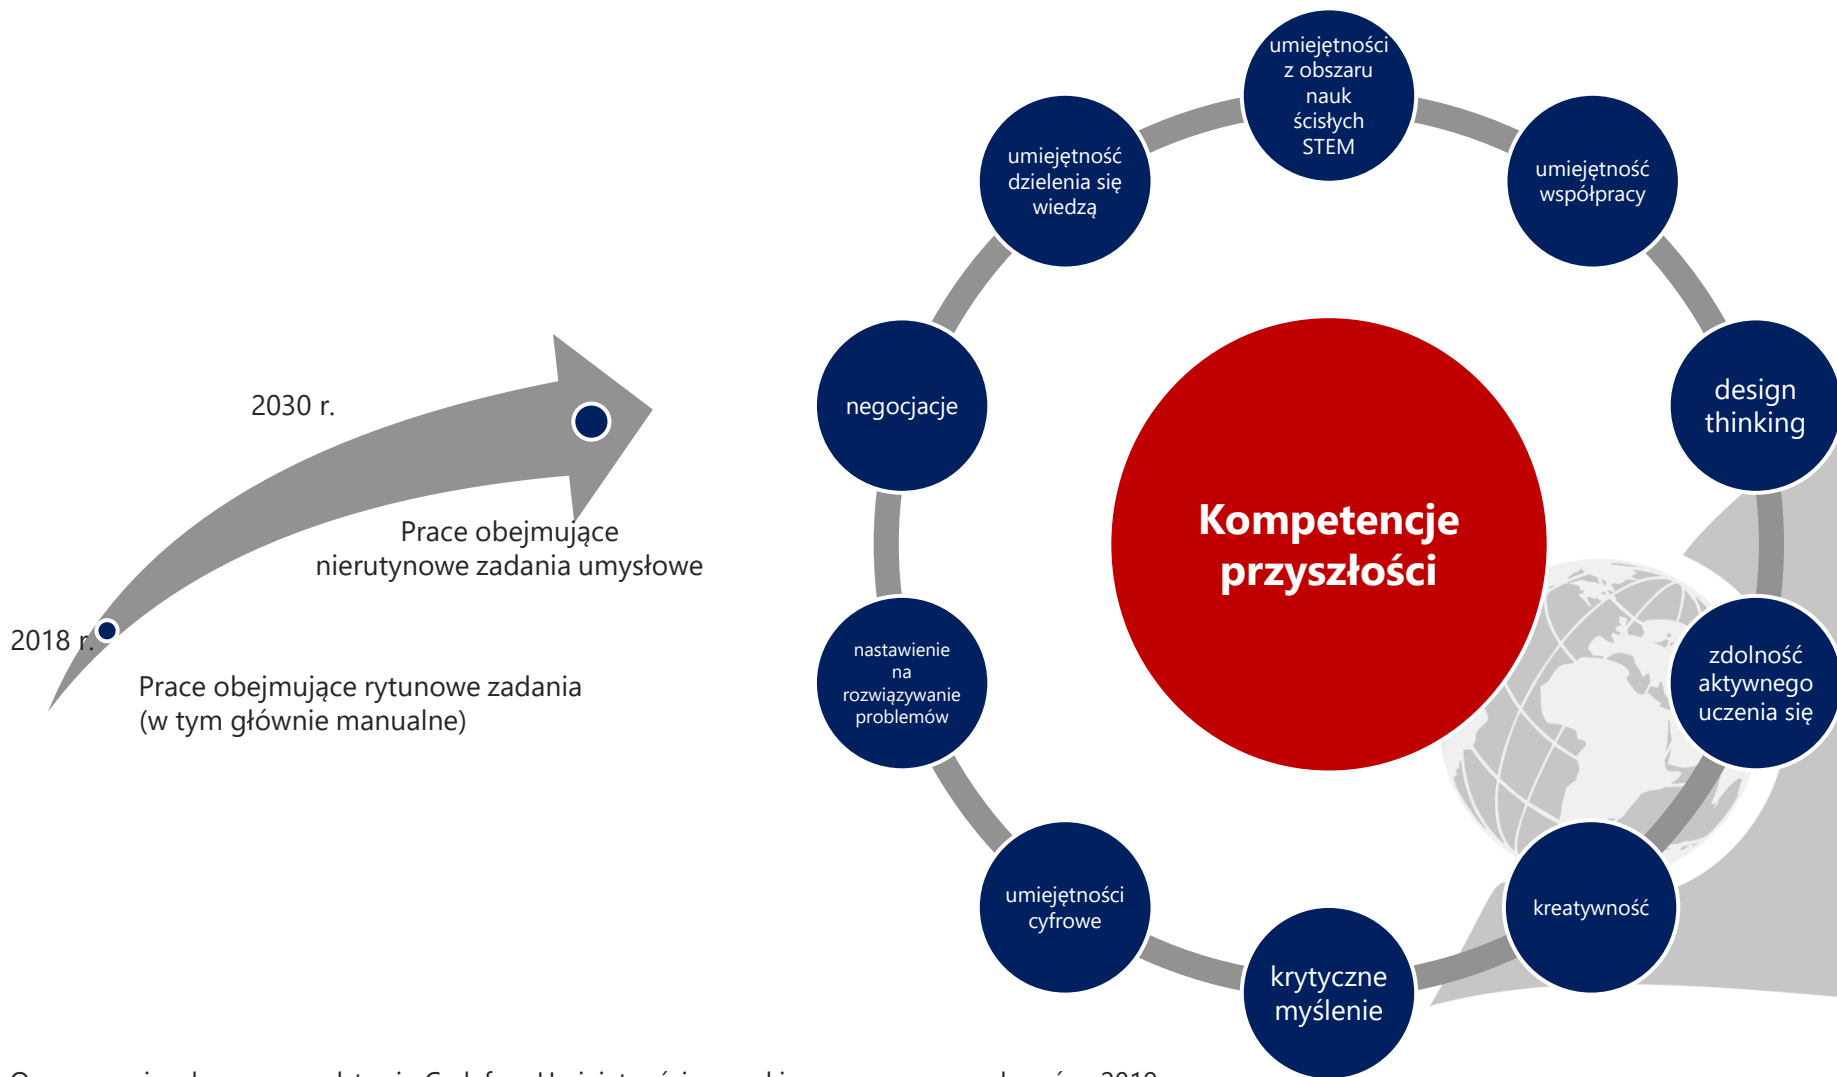 2030 r.
Prace obejmujące
nierutynowe zadania umysłowe
2018 r.
Prace obejmujące rytunowe zadania
(w tym głównie manualne)
Kompetencje
przyszłości
umiejętności
z obszaru
nauk
ścisłych
STEM
umiejętność
współpracy
design
thinking
zdolność
aktywnego
uczenia się
kreatywność
krytyczne
myślenie
umiejętności
cyfrowe
nastawienie
na
rozwiązywanie
problemów
negocjacje
umiejętność
dzielenia się
wiedzą